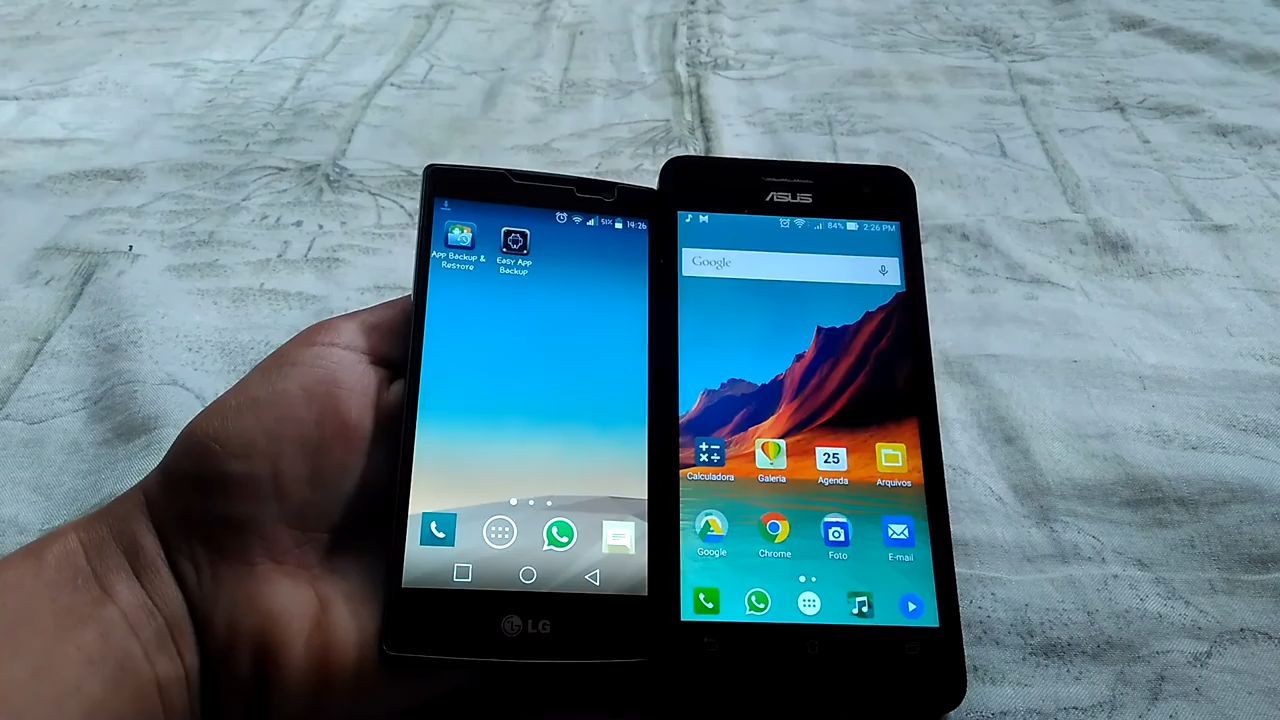 51% 14:26
App Backup &
Restore
Easy App
Backup
LG
ASUS
84% 2:26 PM
Google
Calculadora
Galeria
25
Agenda
Arquivos
Google
Chrome
Foto
E-mail